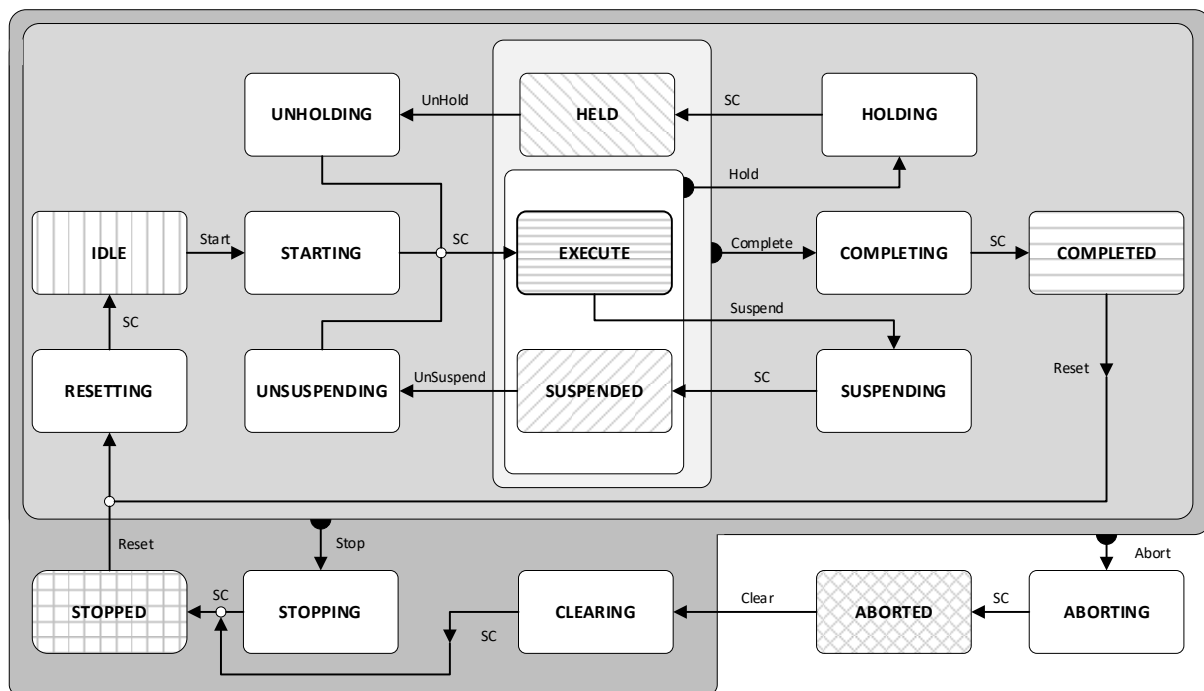 UNHOLDING
UnHold
HELD
SC
HOLDING
Hold
IDLE
Start
STARTING
SC
EXECUTE
Complete
COMPLETING
SC
COMPLETED
Suspend
SC
RESETTING
UNSUSPENDING
UnSuspend
SUSPENDED
SC
SUSPENDING
Reset
Reset
Stop
Abort
STOPPED
SC
STOPPING
CLEARING
SC
Clear
ABORTED
SC
ABORTING